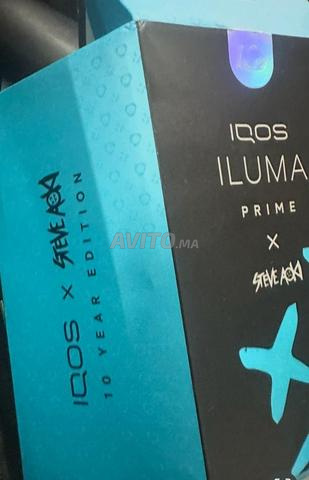 IQOS
ILUMA
PRIME
X
STEVE AOKI
IQOS X STEVE AOKI
10 YEAR EDITION
AVITO.MA